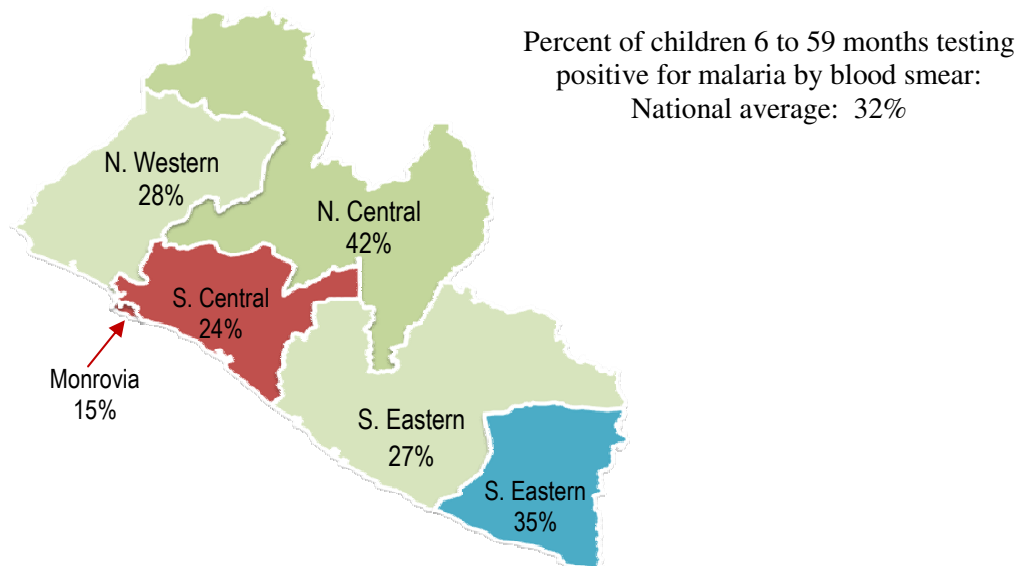 Percent of children 6 to 59 months testing
positive for malaria by blood smear:
National average: 32%
N. Western
28%
N. Central
42%
S. Central
24%
Monrovia
15%
S. Eastern
27%
S. Eastern
35%